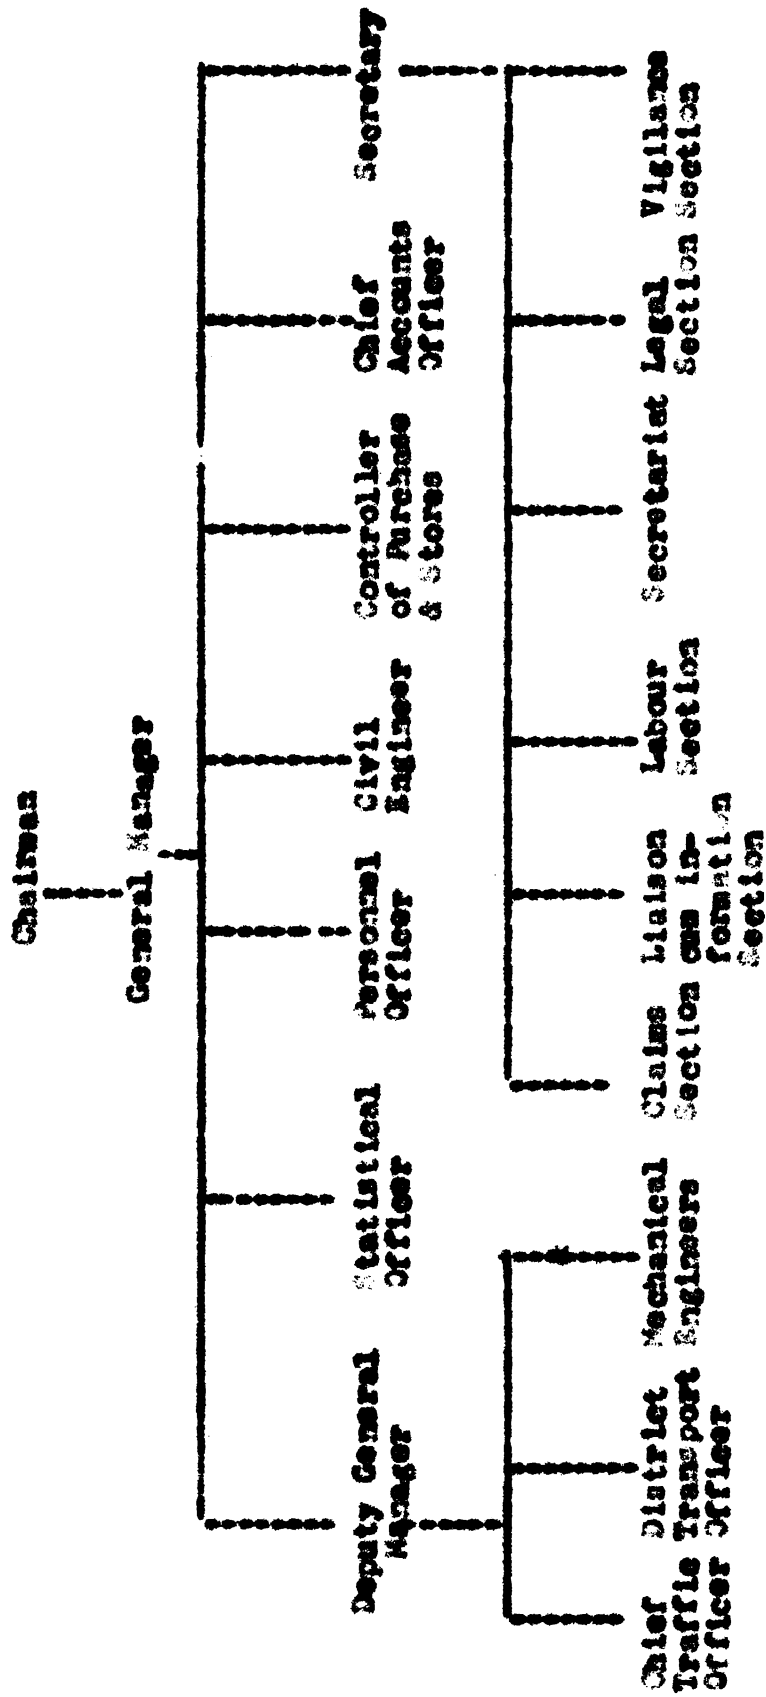 Chairman
General Manager
Deputy General
Manager
Statistical
Officer
Personnel
Officer
Civil
Engineer
Controller
of Purchase
& Stores
Chief
Accounts
Officer
Secretary
Chief
Traffic
Officer
District
Transport
Officer
Mechanical
Engineers
Claims
Section
Liaison
cum in-
formation
Section
Labour
Section
Secretariat
Legal
Section
Vigilance
Section